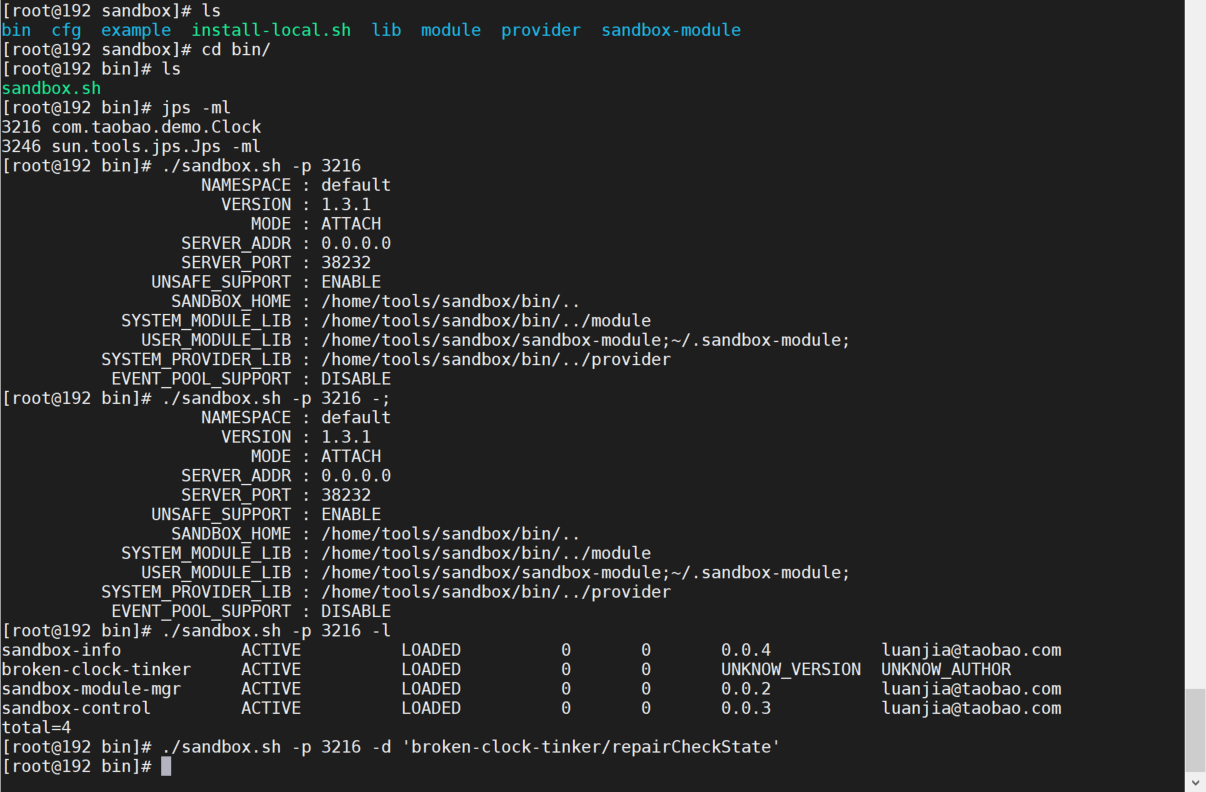 [root@192 sandbox]# ls
bin  cfg  example  install-local.sh  lib  module  provider  sandbox-module
[root@192 sandbox]# cd bin/
[root@192 bin]# ls
sandbox.sh
[root@192 bin]# jps -ml
3216 com.taobao.demo.Clock
3246 sun.tools.jps.Jps -ml
[root@192 bin]# ./sandbox.sh -p 3216
                    NAMESPACE : default
                      VERSION : 1.3.1
                         MODE : ATTACH
                  SERVER_ADDR : 0.0.0.0
                  SERVER_PORT : 38232
               UNSAFE_SUPPORT : ENABLE
                 SANDBOX_HOME : /home/tools/sandbox/bin/..
            SYSTEM_MODULE_LIB : /home/tools/sandbox/bin/../module
              USER_MODULE_LIB : /home/tools/sandbox/sandbox-module;~/.sandbox-module;
          SYSTEM_PROVIDER_LIB : /home/tools/sandbox/bin/../provider
           EVENT_POOL_SUPPORT : DISABLE
[root@192 bin]# ./sandbox.sh -p 3216 -;
                    NAMESPACE : default
                      VERSION : 1.3.1
                         MODE : ATTACH
                  SERVER_ADDR : 0.0.0.0
                  SERVER_PORT : 38232
               UNSAFE_SUPPORT : ENABLE
                 SANDBOX_HOME : /home/tools/sandbox/bin/..
            SYSTEM_MODULE_LIB : /home/tools/sandbox/bin/../module
              USER_MODULE_LIB : /home/tools/sandbox/sandbox-module;~/.sandbox-module;
          SYSTEM_PROVIDER_LIB : /home/tools/sandbox/bin/../provider
           EVENT_POOL_SUPPORT : DISABLE
[root@192 bin]# ./sandbox.sh -p 3216 -l
sandbox-info            ACTIVE          LOADED          0       0       0.0.4           luanjia@taobao.com
broken-clock-tinker     ACTIVE          LOADED          0       0       UNKNOW_VERSION  UNKNOW_AUTHOR
sandbox-module-mgr      ACTIVE          LOADED          0       0       0.0.2           luanjia@taobao.com
sandbox-control         ACTIVE          LOADED          0       0       0.0.3           luanjia@taobao.com
total=4
[root@192 bin]# ./sandbox.sh -p 3216 -d 'broken-clock-tinker/repairCheckState'
[root@192 bin]#